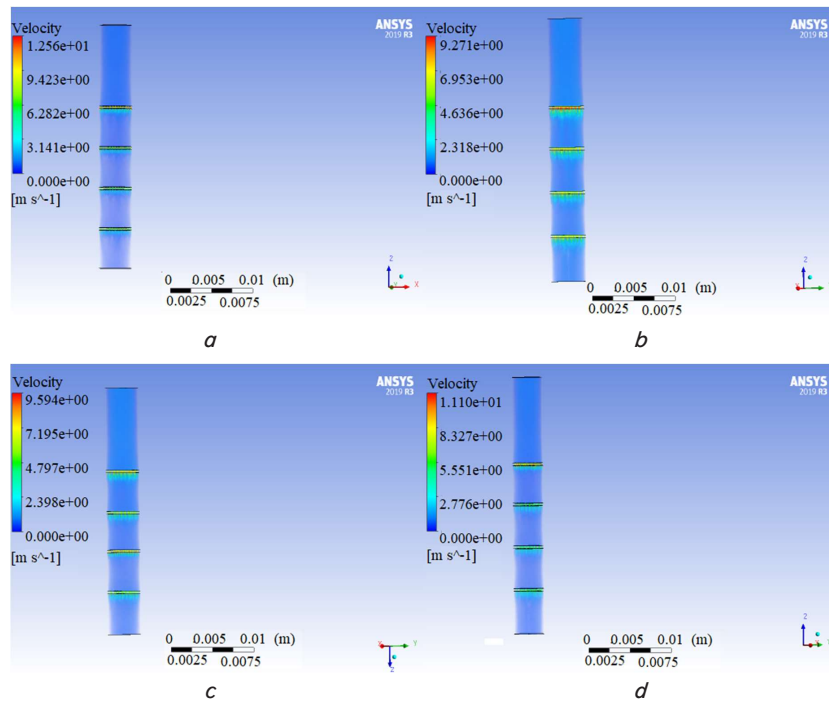 Velocity
1.256e+01
9.423e+00
6.282e+00
3.141e+00
0.000e+00
[m s^-1]
ANSYS
2019 R3
0 0.005 0.01 (m)
0.0025 0.0075
Z
Y X
a
Velocity
9.271e+00
6.953e+00
4.636e+00
2.318e+00
0.000e+00
[m s^-1]
ANSYS
2019 R3
0 0.005 0.01 (m)
0.0025 0.0075
Z
X
b
Velocity
9.594e+00
7.195e+00
4.797e+00
2.398e+00
0.000e+00
[m s^-1]
ANSYS
2019 R3
0 0.005 0.01 (m)
0.0025 0.0075
X Y
Z
c
Velocity
1.110e+01
8.327e+00
5.551e+00
2.776e+00
0.000e+00
[m s^-1]
ANSYS
2019 R3
0 0.005 0.01 (m)
0.0025 0.0075
Z
d